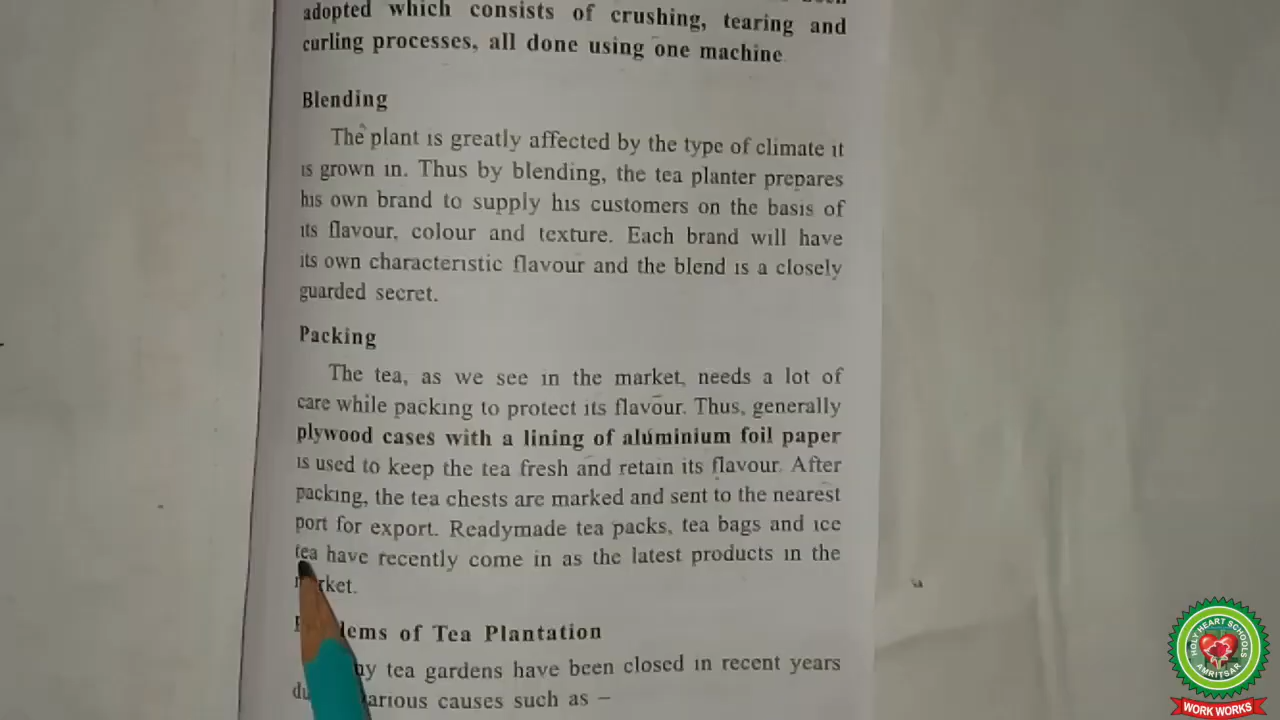 adopted which consists of crushing, tearing and
curling processes, all done using one machine
Blending
The plant is greatly affected by the type of climate it
is grown in. Thus by blending, the tea planter prepares
his own brand to supply his customers on the basis of
its flavour, colour and texture. Each brand will have
its own characteristic flavour and the blend is a closely
guarded secret.
Packing
The tea, as we see in the market, needs a lot of
care while packing to protect its flavour. Thus, generally
plywood cases with a lining of aluminium foil paper
is used to keep the tea fresh and retain its flavour. After
packing, the tea chests are marked and sent to the nearest
port for export. Readymade tea packs, tea bags and ice
tea have recently come in as the latest products in the
market.
of Tea Plantation
tea gardens have been closed in recent years
causes such as –
HOLY HEART SCHOOLS
AMRITSAR
WORK WORKS